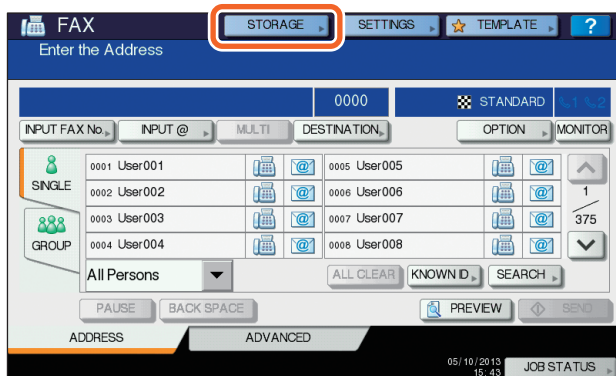 FAX STORAGE SETTINGS TEMPLATE ?
Enter the Address
0000 STANDARD 1 2
INPUT FAX No. INPUT @ MULTI DESTINATION OPTION MONITOR
SINGLE
0001 User001 @ 0005 User005 @
0002 User002 @ 0006 User006 @
1
0003 User003 @ 0007 User007 @
375
GROUP
0004 User004 @ 0008 User008 @
All Persons ALL CLEAR KNOWN ID SEARCH
PAUSE BACK SPACE PREVIEW SEND
ADDRESS ADVANCED
05/10/2013
15:43
JOB STATUS